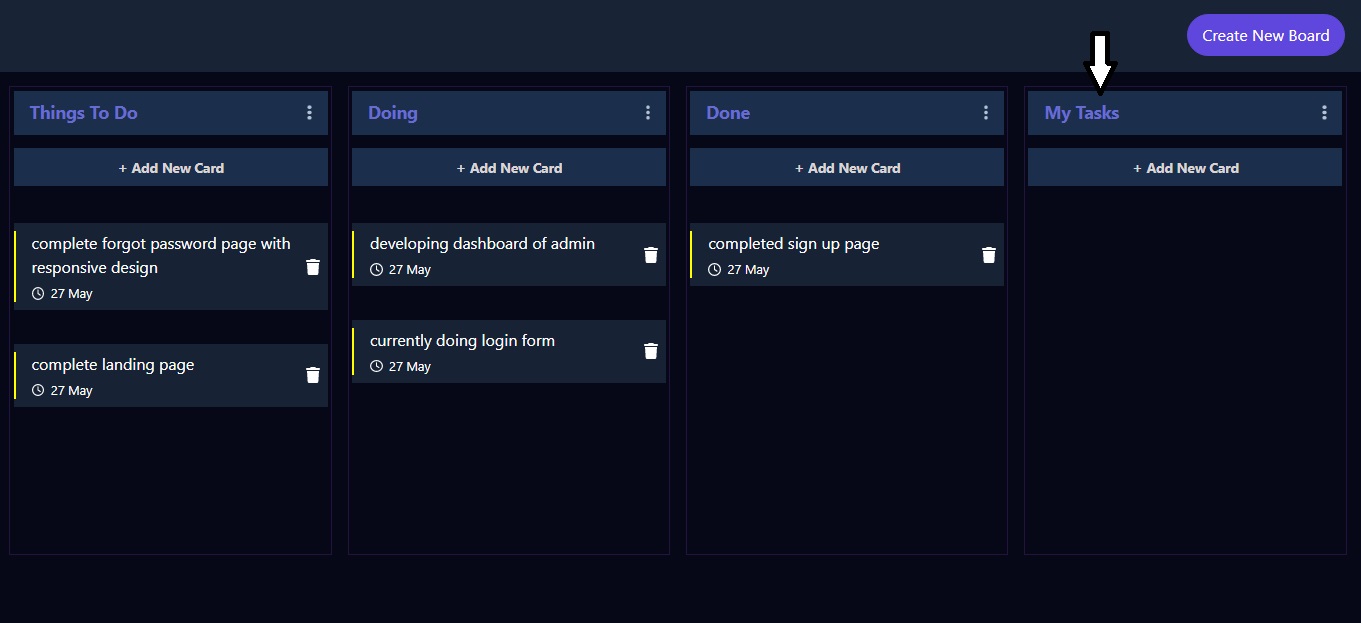 Create New Board
Things To Do
+ Add New Card
complete forgot password page with
responsive design
27 May
complete landing page
27 May
Doing
+ Add New Card
developing dashboard of admin
27 May
currently doing login form
27 May
Done
+ Add New Card
completed sign up page
27 May
My Tasks
+ Add New Card